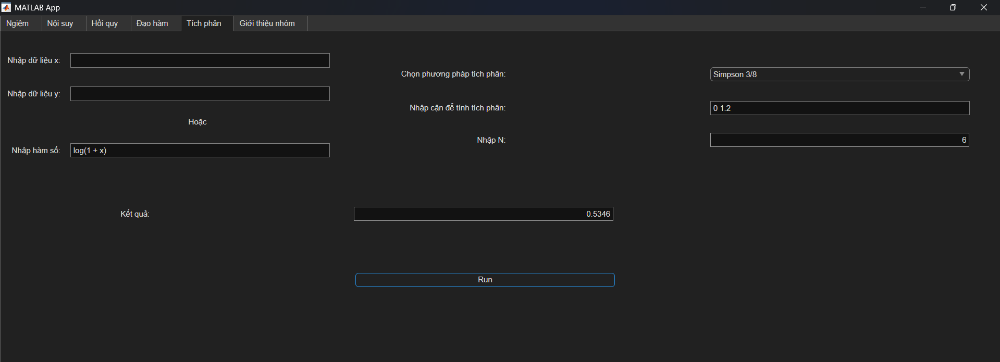 MATLAB App
Ngiệm
Nội suy
Hồi quy
Đạo hàm
Tích phân
Giới thiệu nhóm
Nhập dữ liệu x:
Nhập dữ liệu y:
Hoặc
Nhập hàm số:
log(1 + x)
Chọn phương pháp tích phân:
Simpson 3/8
Nhập cận để tính tích phân:
0 1.2
Nhập N:
6
Kết quả:
0.5346
Run